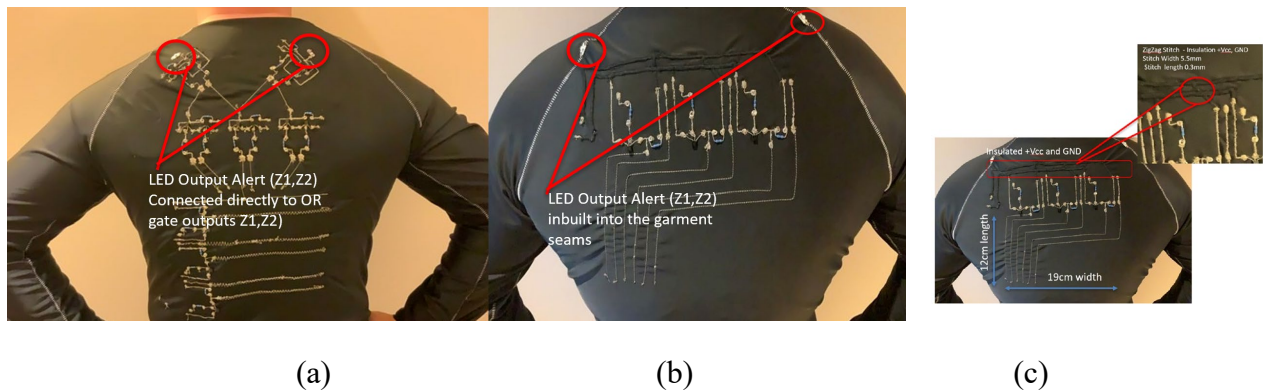 LED Output Alert (Z1,Z2)
Connected directly to OR
gate outputs Z1,Z2)
LED Output Alert (Z1,Z2)
inbuilt into the garment
seams
ZigZag Stitch - Insulation +Vcc, GND
Stitch Width 5.5mm
Stitch length 0.3mm
Insulated +Vcc and GND
12cm length
19cm width
(a)
(b)
(c)